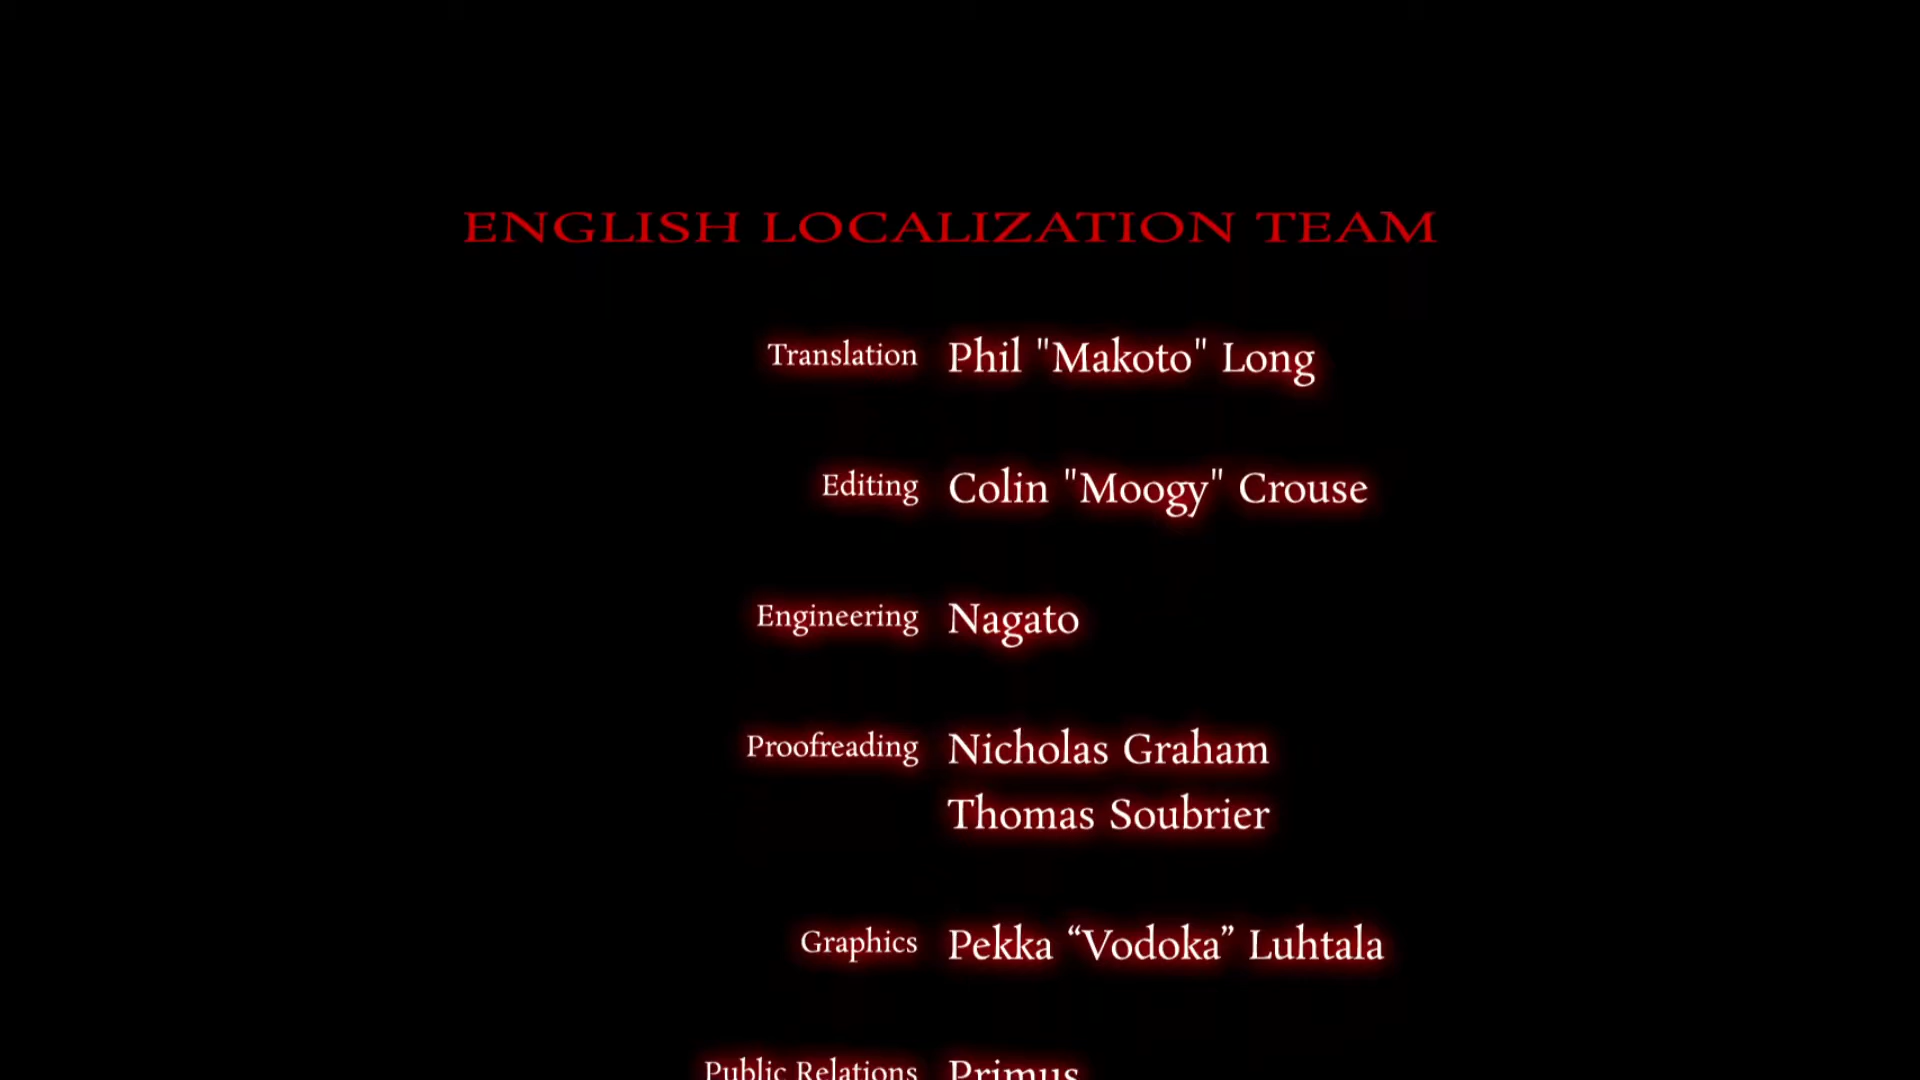 ENGLISH LOCALIZATION TEAM
Translation Phil "Makoto" Long
Editing Colin "Moogy" Crouse
Engineering Nagato
Proofreading Nicholas Graham
Thomas Soubrier
Graphics Pekka “Vodoka” Luhtala
Public Relations Primus